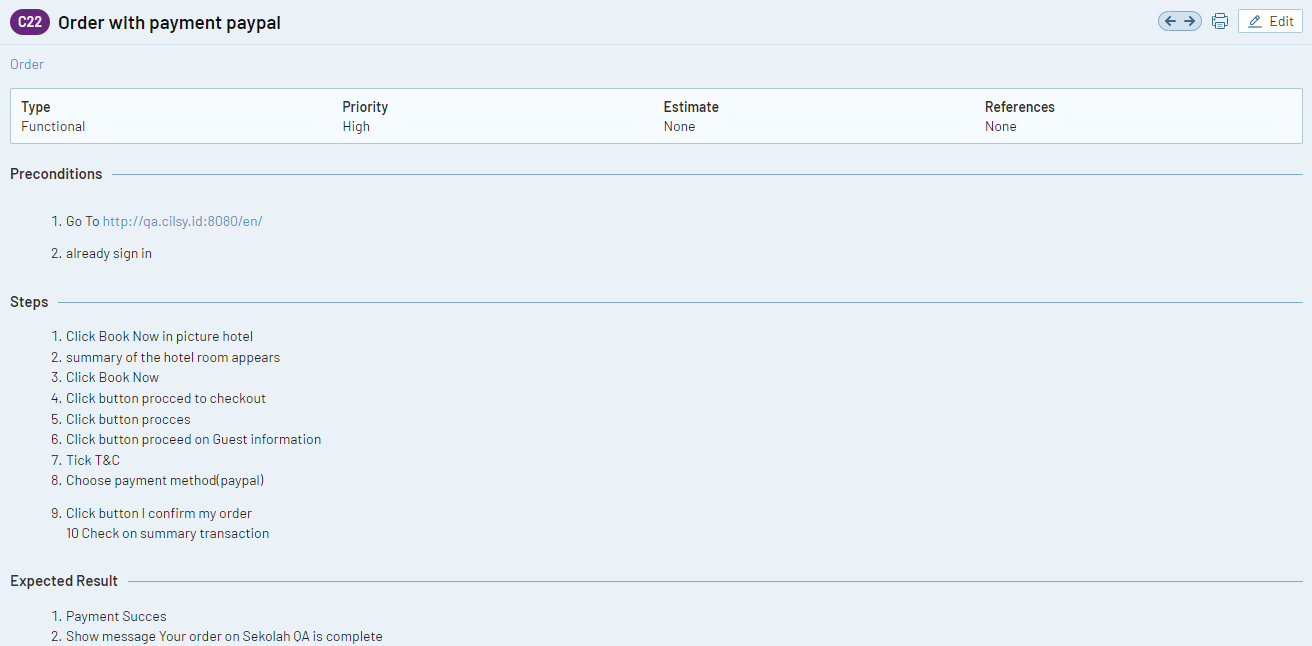 C22 Order with payment paypal
Edit
Order
Type Priority Estimate References
Functional High None None
Preconditions
1. Go To http://qa.cilsy.id:8080/en/
2. already sign in
Steps
1. Click Book Now in picture hotel
2. summary of the hotel room appears
3. Click Book Now
4. Click button procced to checkout
5. Click button procces
6. Click button proceed on Guest information
7. Tick T&C
8. Choose payment method(paypal)
9. Click button I confirm my order
10 Check on summary transaction
Expected Result
1. Payment Succes
2. Show message Your order on Sekolah QA is complete